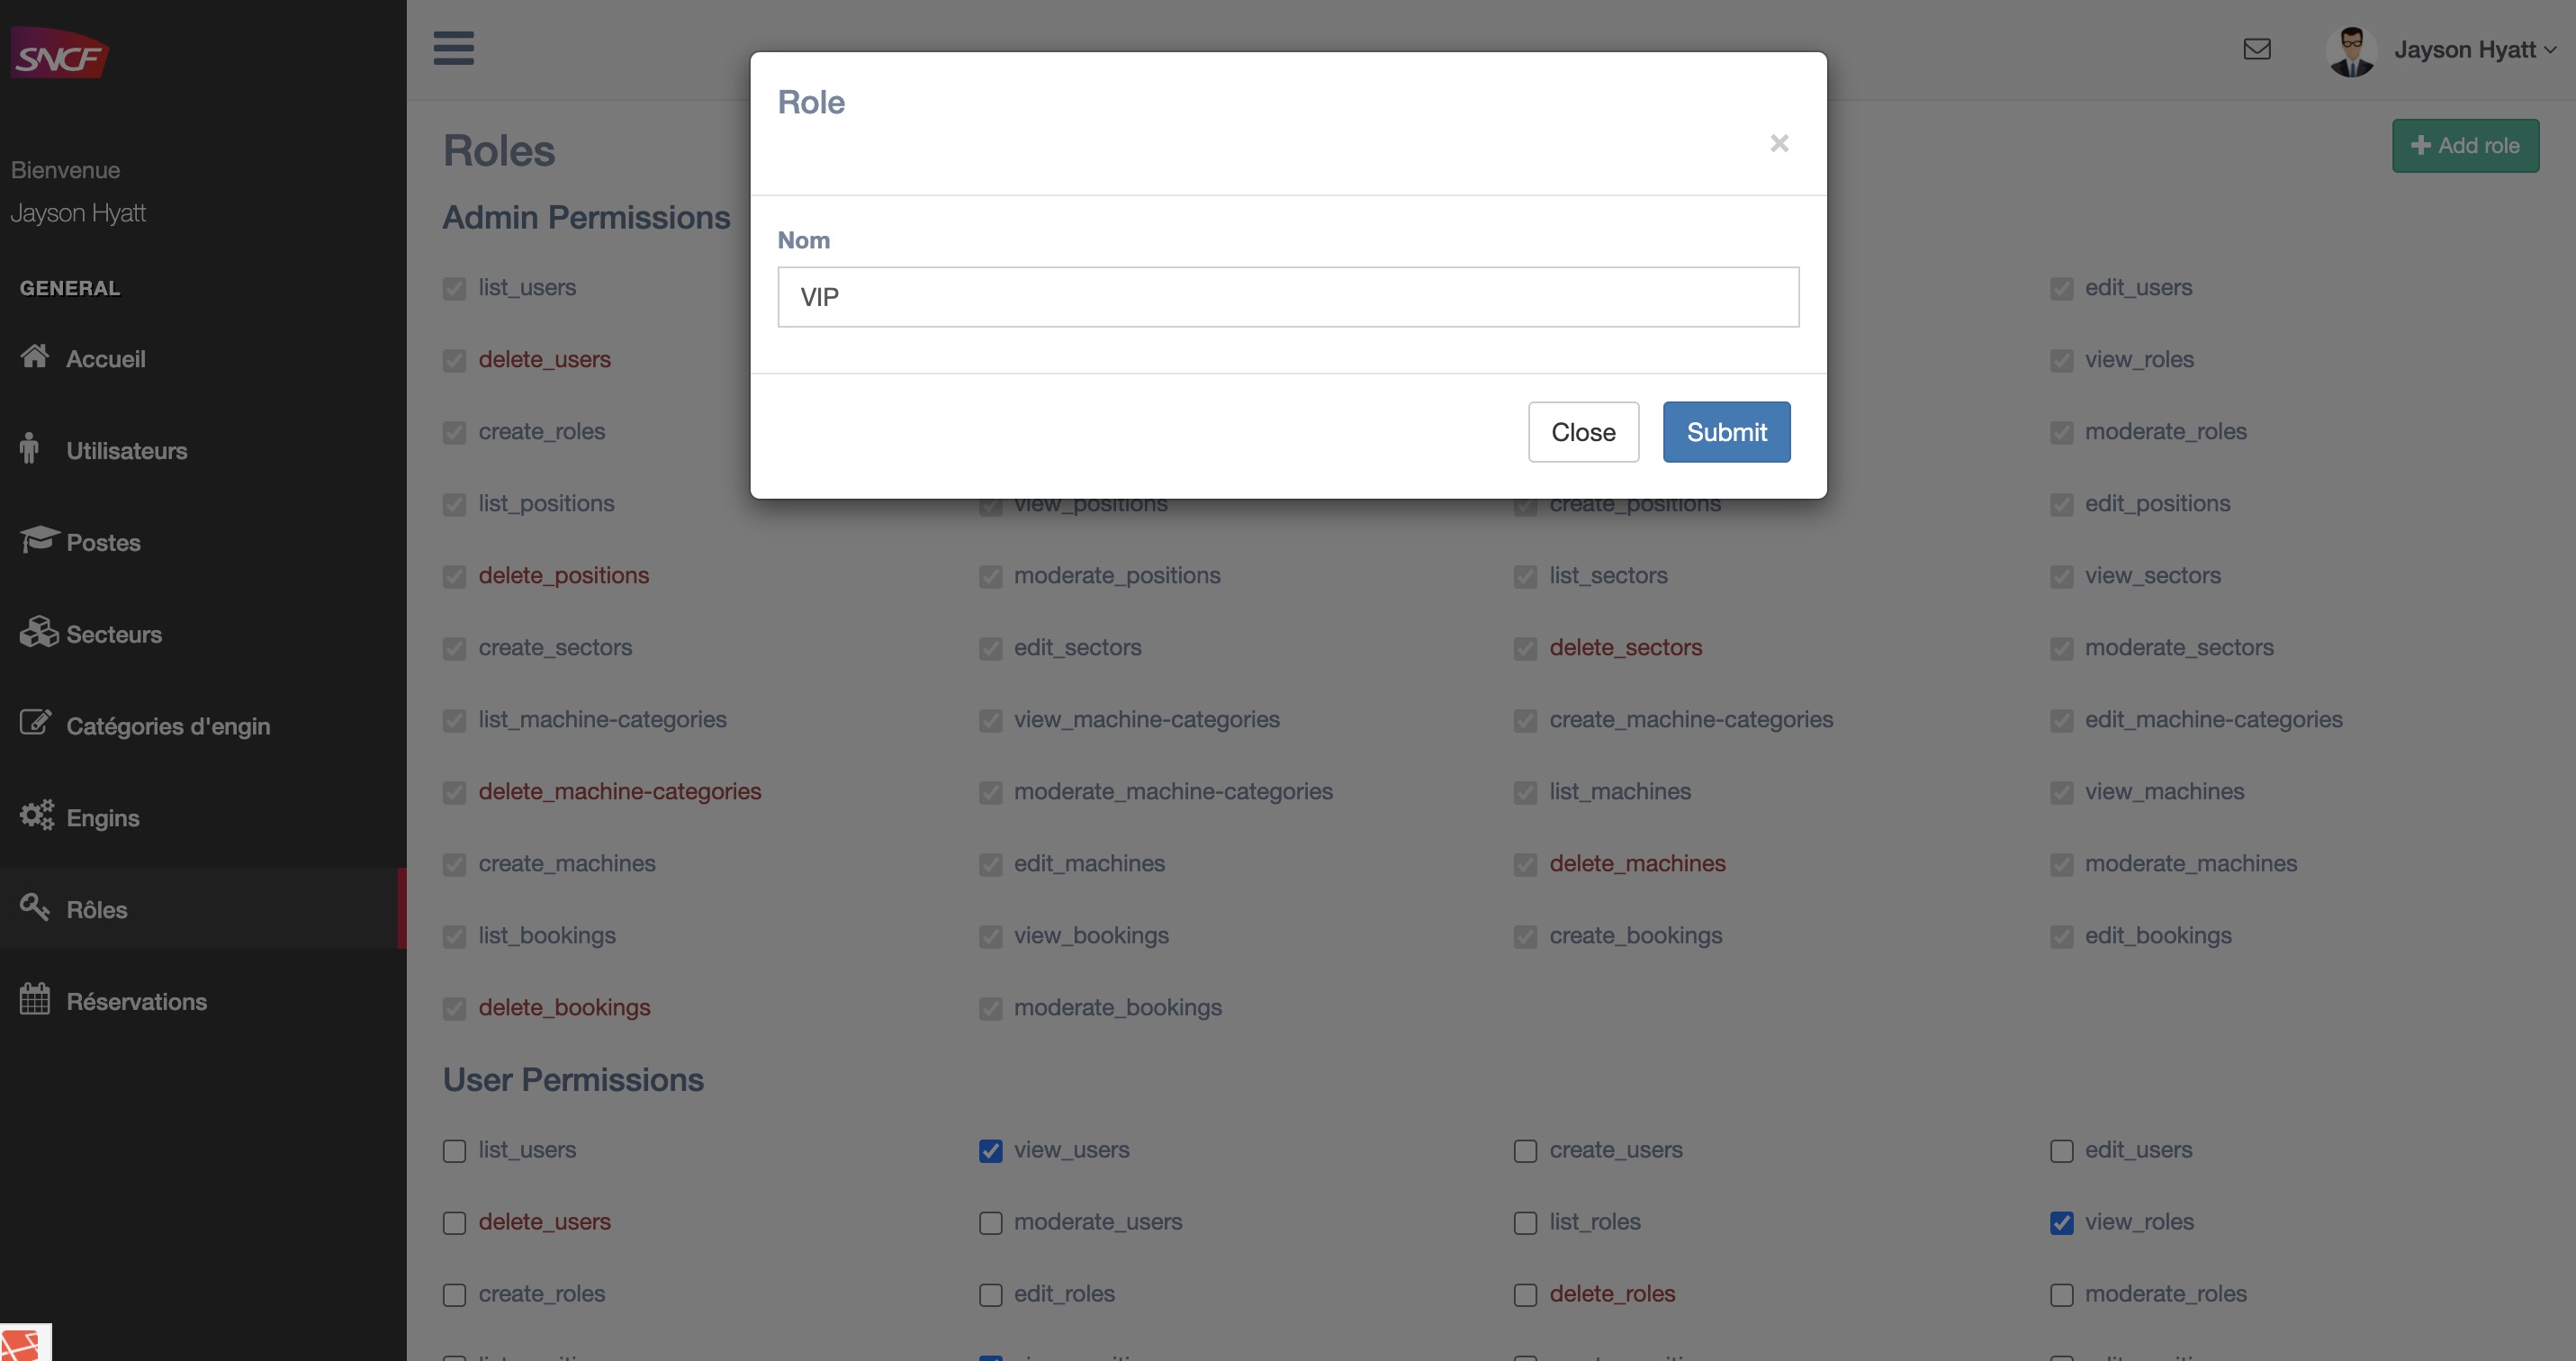 SNCF
Bienvenue
Jayson Hyatt
GENERAL
Accueil
Utilisateurs
Postes
Secteurs
Catégories d'engin
Engins
Rôles
Réservations
Jayson Hyatt
Roles
Add role
Role
×
Nom
VIP
Close Submit
Admin Permissions
list_users edit_users
delete_users view_roles
create_roles moderate_roles
list_positions view_positions create_positions edit_positions
delete_positions moderate_positions list_sectors view_sectors
create_sectors edit_sectors delete_sectors moderate_sectors
list_machine-categories view_machine-categories create_machine-categories edit_machine-categories
delete_machine-categories moderate_machine-categories list_machines view_machines
create_machines edit_machines delete_machines moderate_machines
list_bookings view_bookings create_bookings edit_bookings
delete_bookings moderate_bookings
User Permissions
list_users view_users create_users edit_users
delete_users moderate_users list_roles view_roles
create_roles edit_roles delete_roles moderate_roles